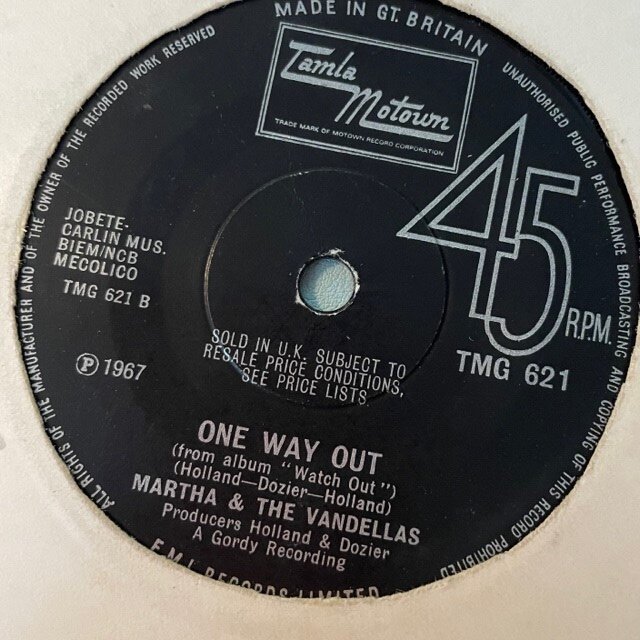 MADE IN GT. BRITAIN
Tamla
Motown
TRADE MARK OF MOTOWN RECORD CORPORATION
45
R.P.M.
TMG 621
JOBETE-
CARLIN MUS.
BIEM/NCB
MECOLICO
TMG 621 B
℗ 1967
SOLD IN U.K. SUBJECT TO
RESALE PRICE CONDITIONS,
SEE PRICE LISTS.
ONE WAY OUT
(from album "Watch Out")
(Holland—Dozier—Holland)
MARTHA & THE VANDELLAS
Producers Holland & Dozier
A Gordy Recording
E.M.I. RECORDS LIMITED
ALL RIGHTS OF THE MANUFACTURER AND OF THE OWNER OF THE RECORDED WORK RESERVED
UNAUTHORISED PUBLIC PERFORMANCE BROADCASTING AND COPYING OF THIS RECORD PROHIBITED